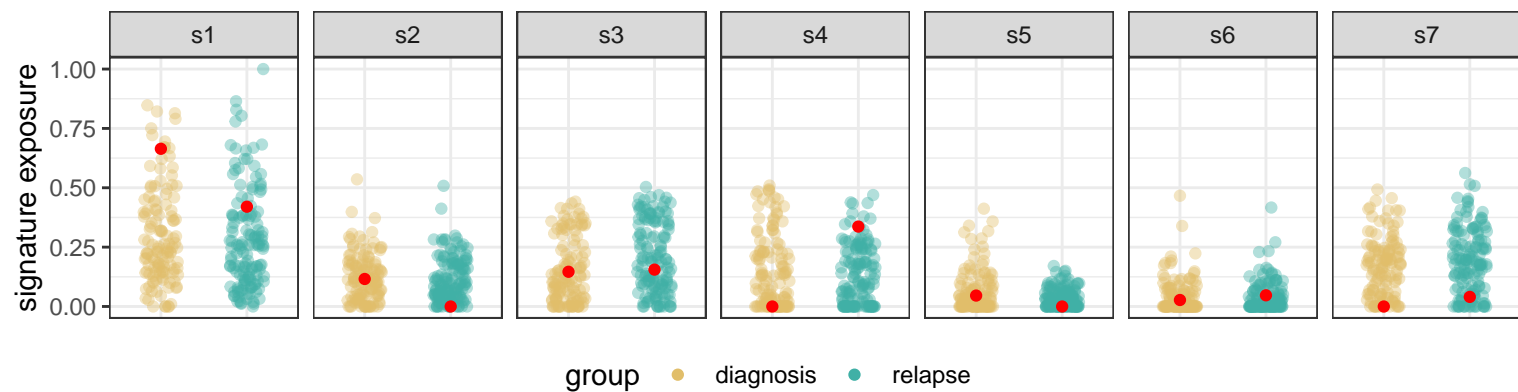 s1 s2 s3 s4 s5 s6 s7
signature exposure
1.00
0.75
0.50
0.25
0.00
group diagnosis relapse